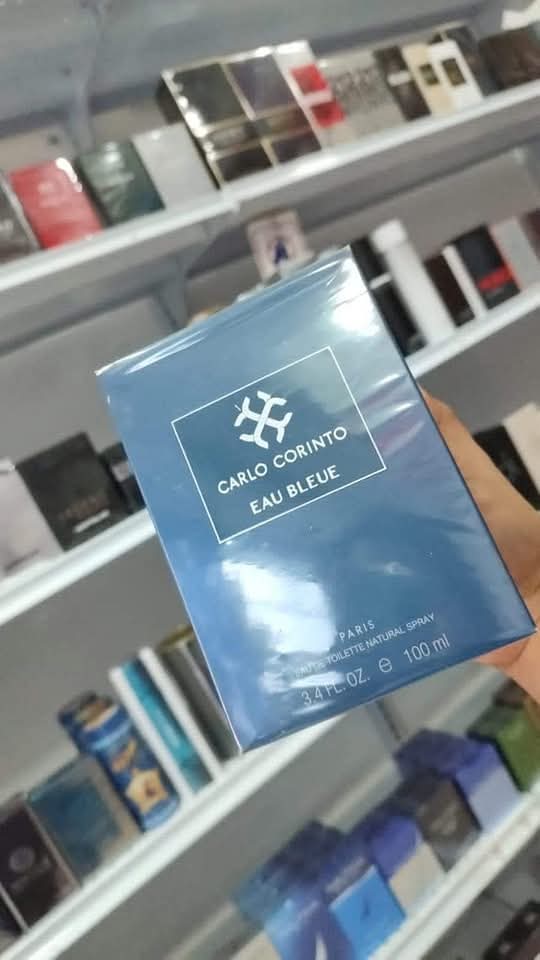 CARLO CORINTO
EAU BLEUE
PARIS
EAU DE TOILETTE NATURAL SPRAY
3.4 FL. OZ. e 100 ml